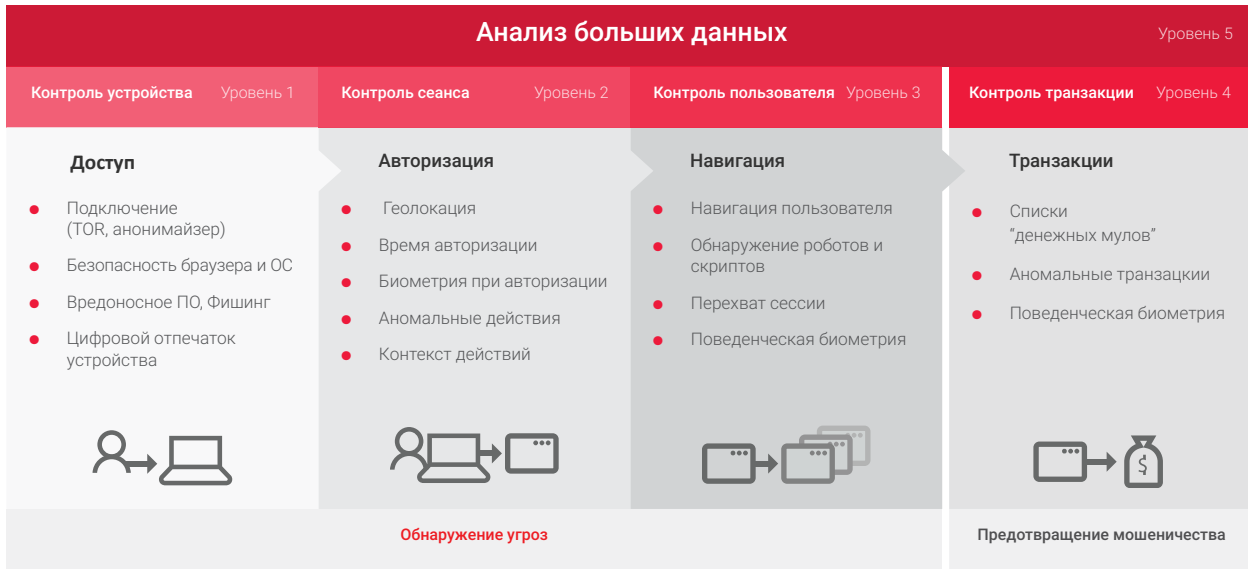 Анализ больших данных
Уровень 5
Контроль устройства Уровень 1
Контроль сеанса Уровень 2
Контроль пользователя Уровень 3
Контроль транзакции Уровень 4
Доступ
Подключение
(TOR, анонимайзер)
Безопасность браузера и ОС
Вредоносное ПО, Фишинг
Цифровой отпечаток
устройства
Авторизация
Геолокация
Время авторизации
Биометрия при авторизации
Аномальные действия
Контекст действий
Навигация
Навигация пользователя
Обнаружение роботов и
скриптов
Перехват сессии
Поведенческая биометрия
Транзакции
Списки
“денежных мулов”
Аномальные транзацкии
Поведенческая биометрия
$
Обнаружение угроз
Предотвращение мошеничества